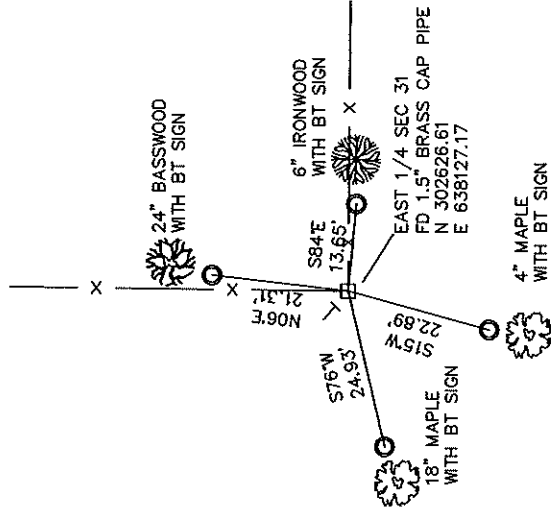 24" BASSWOOD
WITH BT SIGN
6" IRONWOOD
WITH BT SIGN
N06°E
21.31'
S84°E
13.65'
EAST 1/4 SEC 31
FD 1.5" BRASS CAP PIPE
N 302626.61
E 638127.17
S76°W
24.93'
S15°W
22.89'
18" MAPLE
WITH BT SIGN
4" MAPLE
WITH BT SIGN